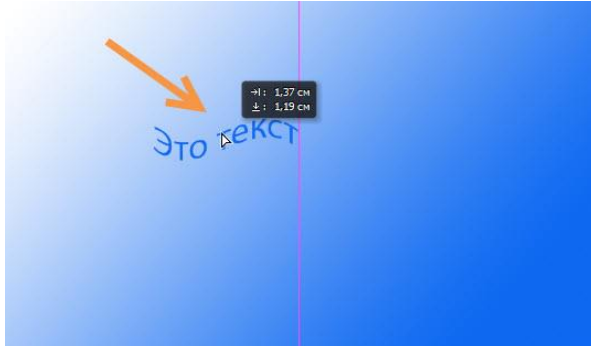 →I : 1,37 см
↓ : 1,19 см
Это текст